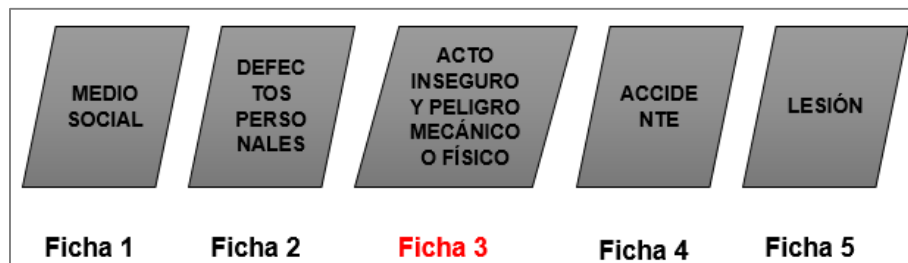 MEDIO
SOCIAL
DEFEC
TOS
PERSO
NALES
ACTO
INSEGURO
Y PELIGRO
MECÁNICO
O FÍSICO
ACCIDE
NTE
LESIÓN
Ficha 1
Ficha 2
Ficha 3
Ficha 4
Ficha 5